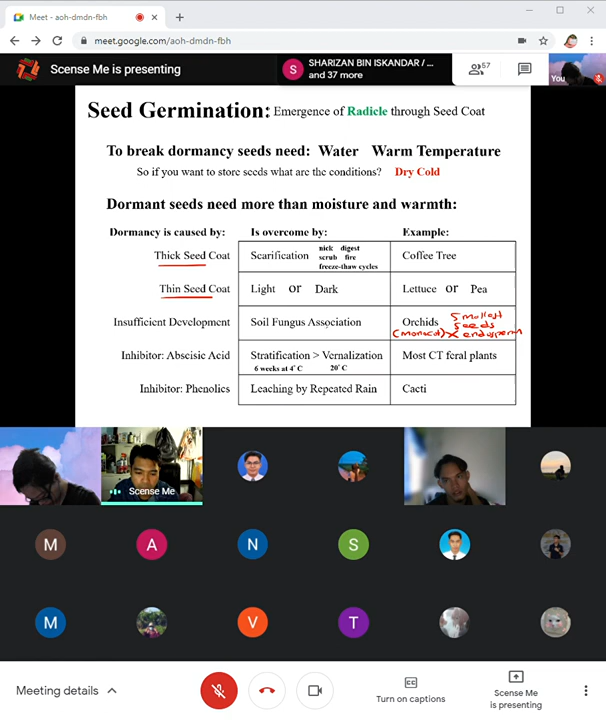 Meet - aoh-dmdn-fbh
meet.google.com/aoh-dmdn-fbh
Scense Me is presenting
S
SHARIZAN BIN ISKANDAR / ...
and 37 more
57
You
Seed Germination: Emergence of Radicle through Seed Coat
To break dormancy seeds need: Water Warm Temperature
So if you want to store seeds what are the conditions? Dry Cold
Dormant seeds need more than moisture and warmth:
Dormancy is caused by: Is overcome by: Example:
Thick Seed Coat Scarification nick digest scrub fire freeze-thaw cycles Coffee Tree
Thin Seed Coat Light or Dark Lettuce or Pea
Insufficient Development Soil Fungus Association Orchids smallest seeds
(monocot) x endosperm
Inhibitor: Abscisic Acid Stratification > Vernalization Most CT feral plants
6 weeks at 4° C 20° C
Inhibitor: Phenolics Leaching by Repeated Rain Cacti
Scense Me
M A N S
M V T
Meeting details
CC
Turn on captions
Scense Me
is presenting